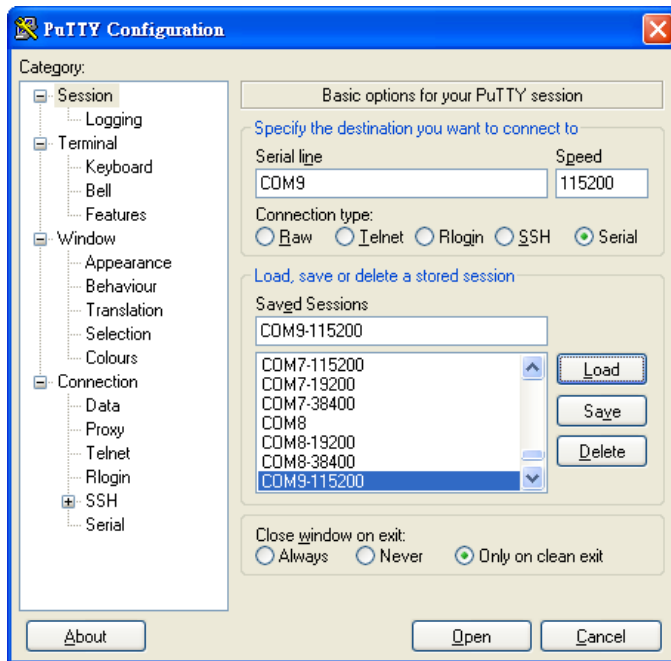 PuTTY Configuration
Category:
Session
Logging
Terminal
Keyboard
Bell
Features
Window
Appearance
Behaviour
Translation
Selection
Colours
Connection
Data
Proxy
Telnet
Rlogin
SSH
Serial
Basic options for your PuTTY session
Specify the destination you want to connect to
Serial line Speed
COM9 115200
Connection type:
Raw Telnet Rlogin SSH Serial
Load, save or delete a stored session
Saved Sessions
COM9-115200
COM7-115200
COM7-19200
COM7-38400
COM8
COM8-19200
COM8-38400
COM9-115200
Load
Save
Delete
Close window on exit:
Always Never Only on clean exit
About Open Cancel